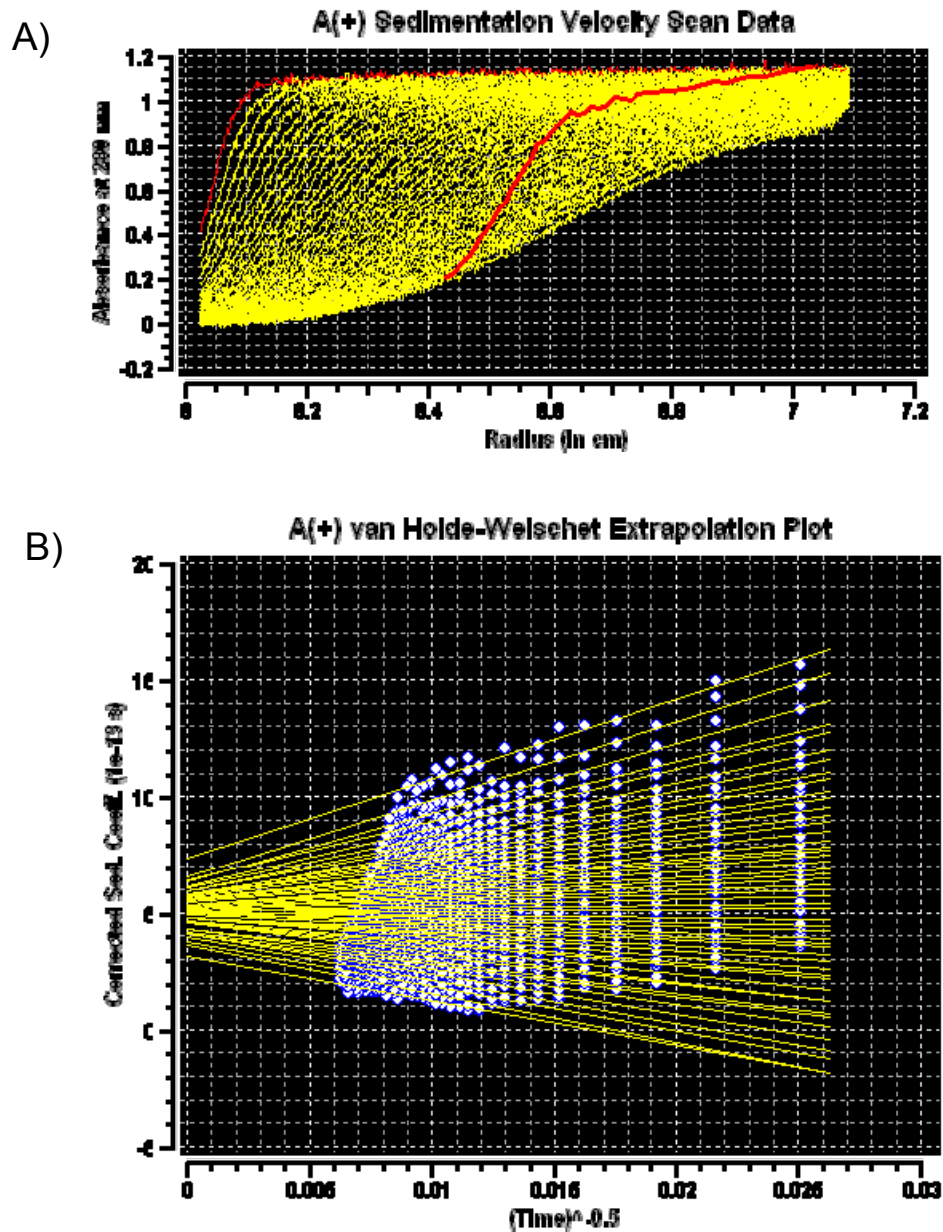 A)
A(+) Sedimentation Velocity Scan Data
Absorbance at 280 nm
1.2
1
0.8
0.6
0.4
0.2
0
-0.2
6 6.2 6.4 6.6 6.8 7 7.2
Radius (in cm)
B)
A(+) van Holde-Weischet Extrapolation Plot
Corrected Sed. Coeff. (1e-13 s)
20
15
10
5
0
-5
0 0.005 0.01 0.015 0.02 0.025 0.03
(Time)^-0.5